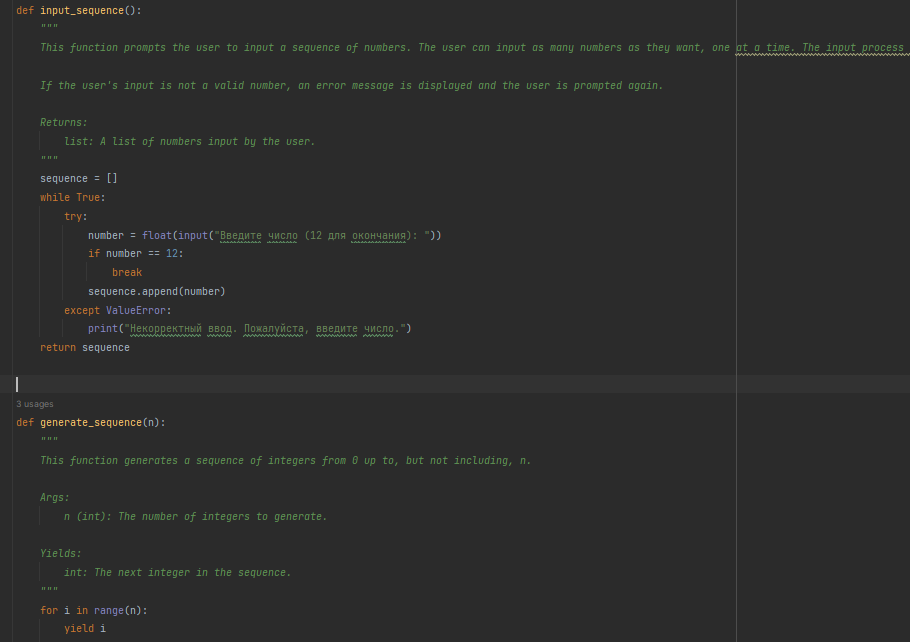 def input_sequence():
"""
This function prompts the user to input a sequence of numbers. The user can input as many numbers as they want, one at a time. The input process
If the user's input is not a valid number, an error message is displayed and the user is prompted again.
Returns:
list: A list of numbers input by the user.
"""
sequence = []
while True:
try:
number = float(input("Введите число (12 для окончания): "))
if number == 12:
break
sequence.append(number)
except ValueError:
print("Некорректный ввод. Пожалуйста, введите число.")
return sequence
3 usages
def generate_sequence(n):
"""
This function generates a sequence of integers from 0 up to, but not including, n.
Args:
n (int): The number of integers to generate.
Yields:
int: The next integer in the sequence.
"""
for i in range(n):
yield i